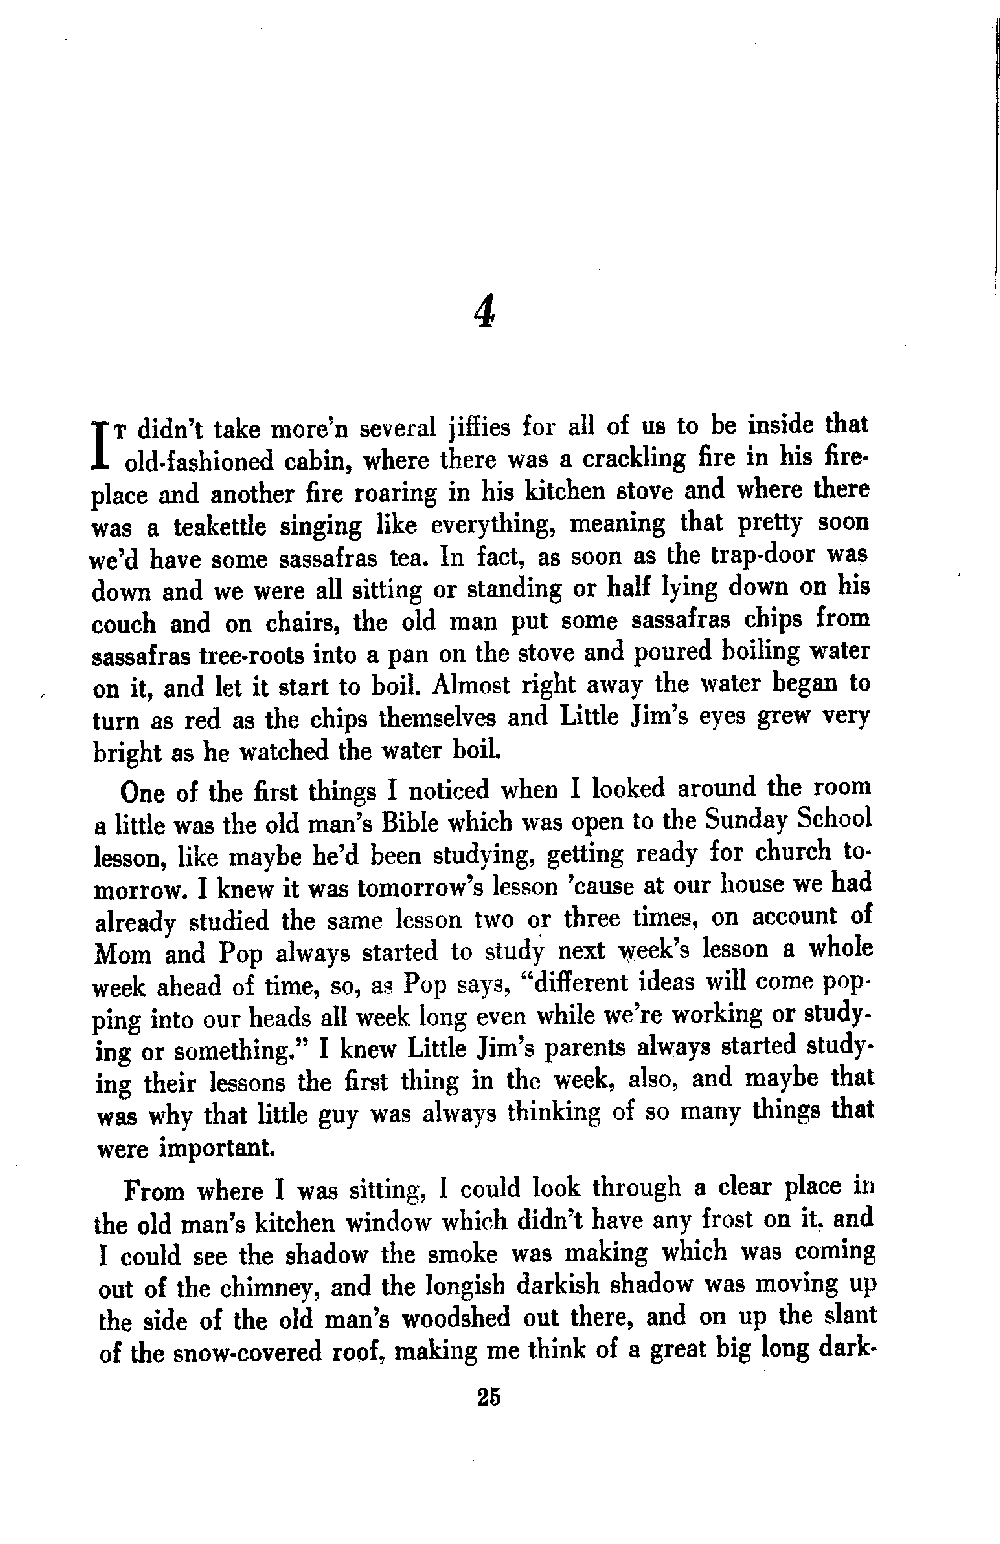 4
IT didn't take more'n several jiffies for all of us to be inside that
old-fashioned cabin, where there was a crackling fire in his fire-
place and another fire roaring in his kitchen stove and where there
was a teakettle singing like everything, meaning that pretty soon
we'd have some sassafras tea. In fact, as soon as the trap-door was
down and we were all sitting or standing or half lying down on his
couch and on chairs, the old man put some sassafras chips from
sassafras tree-roots into a pan on the stove and poured boiling water
on it, and let it start to boil. Almost right away the water began to
turn as red as the chips themselves and Little Jim's eyes grew very
bright as he watched the water boil.
One of the first things I noticed when I looked around the room
a little was the old man's Bible which was open to the Sunday School
lesson, like maybe he'd been studying, getting ready for church to-
morrow. I knew it was tomorrow's lesson 'cause at our house we had
already studied the same lesson two or three times, on account of
Mom and Pop always started to study next week's lesson a whole
week ahead of time, so, as Pop says, "different ideas will come pop-
ping into our heads all week long even while we're working or study-
ing or something." I knew Little Jim's parents always started study-
ing their lessons the first thing in the week, also, and maybe that
was why that little guy was always thinking of so many things that
were important.
From where I was sitting, I could look through a clear place in
the old man's kitchen window which didn't have any frost on it, and
I could see the shadow the smoke was making which was coming
out of the chimney, and the longish darkish shadow was moving up
the side of the old man's woodshed out there, and on up the slant
of the snow-covered roof, making me think of a great big long dark-
25